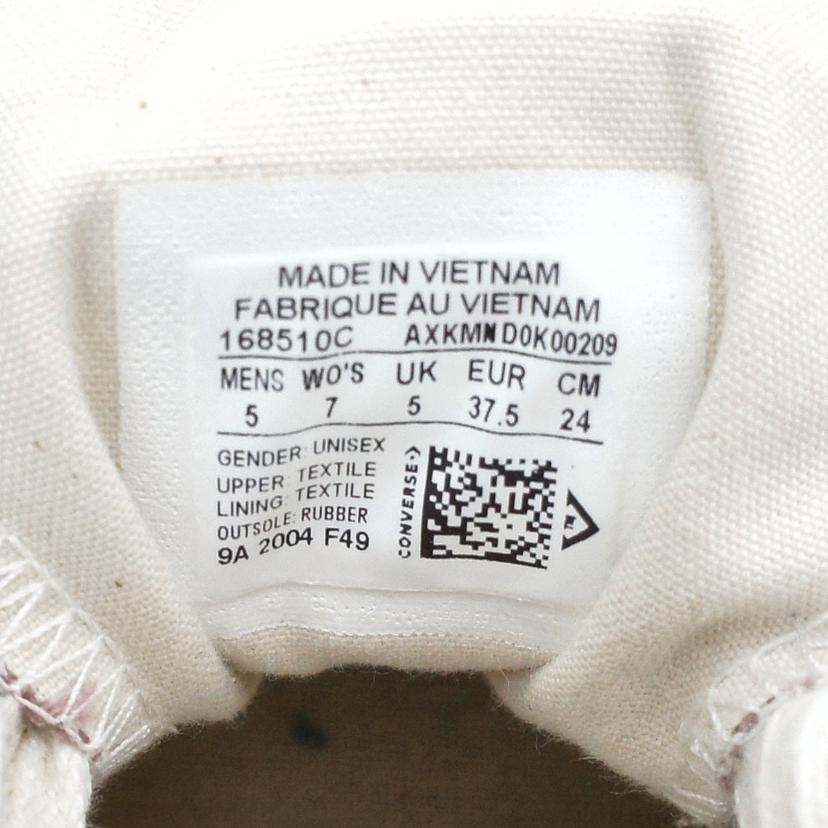 MADE IN VIETNAM
FABRIQUE AU VIETNAM
168510C AXKMN D0K00209
MENS WO'S UK EUR CM
5 7 5 37.5 24
GENDER: UNISEX
UPPER: TEXTILE
LINING: TEXTILE
OUTSOLE: RUBBER
9A 2004 F49
CONVERSE
TM